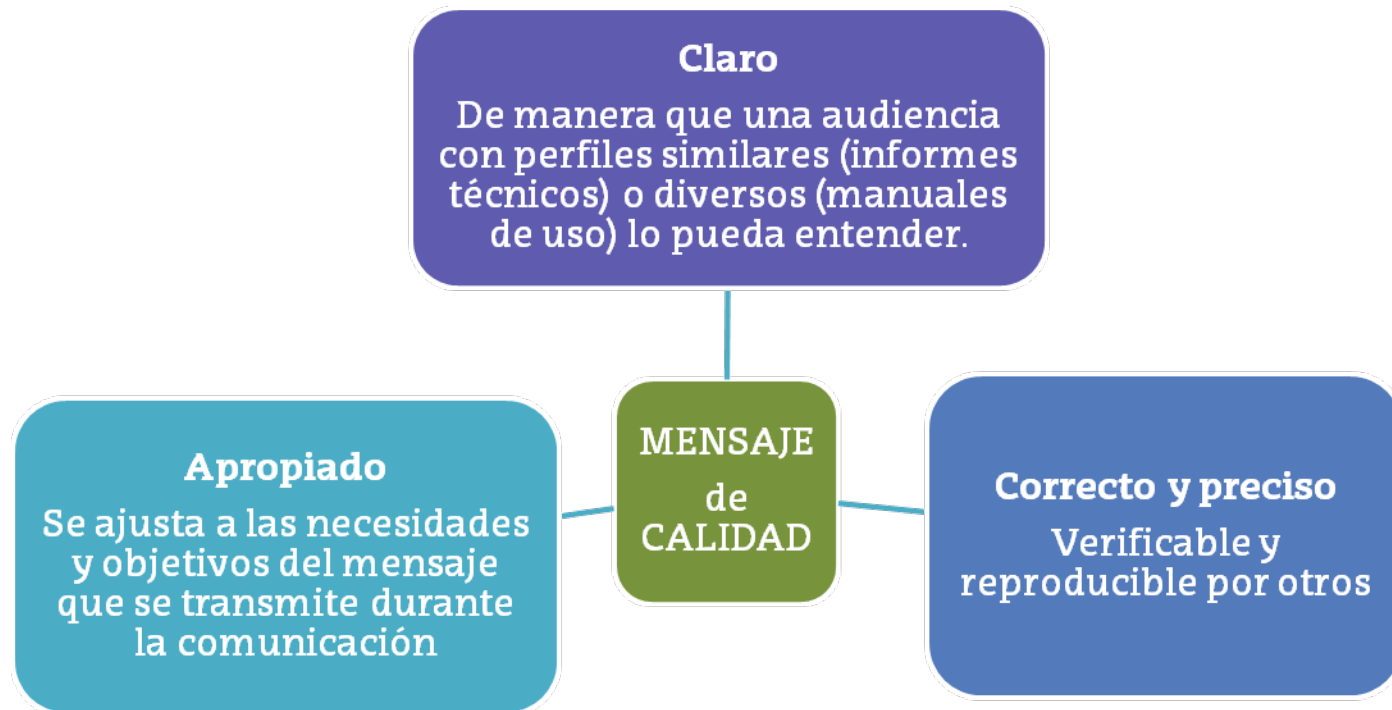 Claro
De manera que una audiencia
con perfiles similares (informes
técnicos) o diversos (manuales
de uso) lo pueda entender.
MENSAJE
de
CALIDAD
Apropiado
Se ajusta a las necesidades
y objetivos del mensaje
que se transmite durante
la comunicación
Correcto y preciso
Verificable y
reproducible por otros